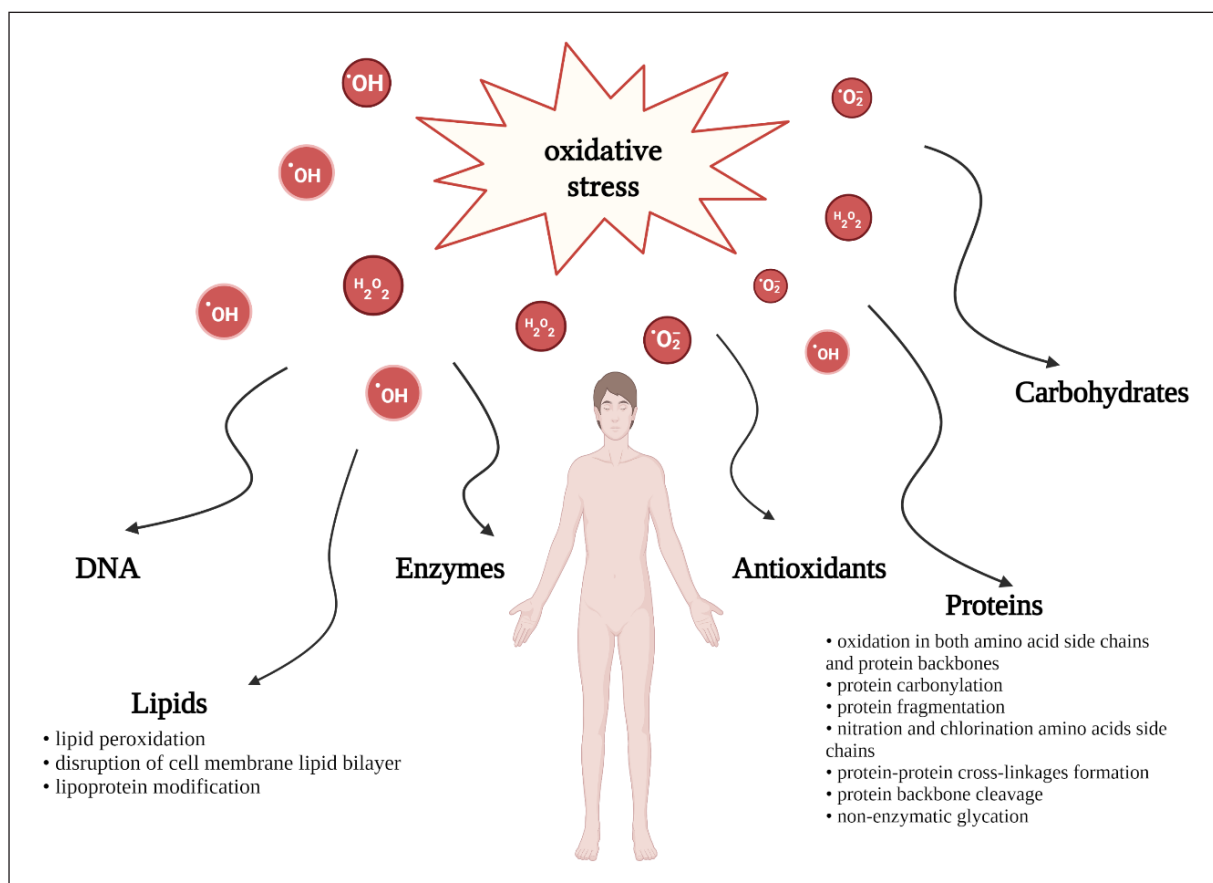 •OH
•O₂⁻
oxidative
stress
•OH
H₂O₂
H₂O₂
•O₂⁻
•OH
H₂O₂
•O₂⁻
•OH
•OH
Carbohydrates
DNA
Enzymes
Antioxidants
Proteins
• oxidation in both amino acid side chains
and protein backbones
• protein carbonylation
• protein fragmentation
• nitration and chlorination amino acids side
chains
• protein-protein cross-linkages formation
• protein backbone cleavage
• non-enzymatic glycation
Lipids
• lipid peroxidation
• disruption of cell membrane lipid bilayer
• lipoprotein modification